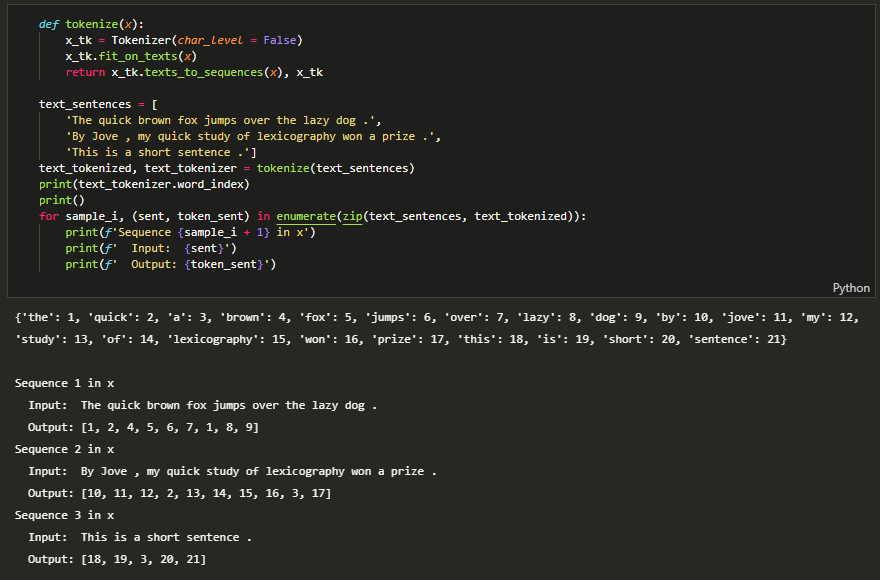 def tokenize(x):
    x_tk = Tokenizer(char_level = False)
    x_tk.fit_on_texts(x)
    return x_tk.texts_to_sequences(x), x_tk

text_sentences = [
    'The quick brown fox jumps over the lazy dog .',
    'By Jove , my quick study of lexicography won a prize .',
    'This is a short sentence .']
text_tokenized, text_tokenizer = tokenize(text_sentences)
print(text_tokenizer.word_index)
print()
for sample_i, (sent, token_sent) in enumerate(zip(text_sentences, text_tokenized)):
    print(f'Sequence {sample_i + 1} in x')
    print(f'  Input:  {sent}')
    print(f'  Output: {token_sent}')
Python
{'the': 1, 'quick': 2, 'a': 3, 'brown': 4, 'fox': 5, 'jumps': 6, 'over': 7, 'lazy': 8, 'dog': 9, 'by': 10, 'jove': 11, 'my': 12,
'study': 13, 'of': 14, 'lexicography': 15, 'won': 16, 'prize': 17, 'this': 18, 'is': 19, 'short': 20, 'sentence': 21}

Sequence 1 in x
  Input:  The quick brown fox jumps over the lazy dog .
  Output: [1, 2, 4, 5, 6, 7, 1, 8, 9]
Sequence 2 in x
  Input:  By Jove , my quick study of lexicography won a prize .
  Output: [10, 11, 12, 2, 13, 14, 15, 16, 3, 17]
Sequence 3 in x
  Input:  This is a short sentence .
  Output: [18, 19, 3, 20, 21]